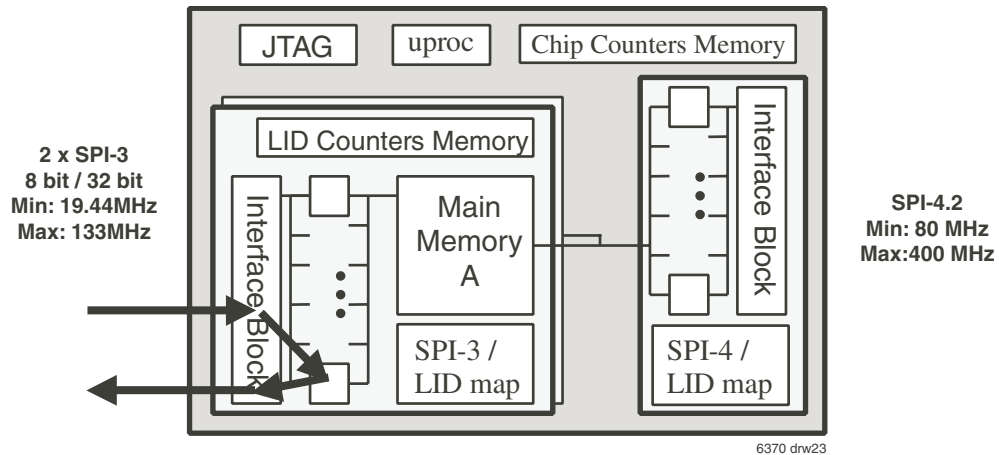 JTAG
uproc
Chip Counters Memory
LID Counters Memory
2 x SPI-3
8 bit / 32 bit
Min: 19.44MHz
Max: 133MHz
Interface Block
Main
Memory
A
SPI-3 /
LID map
Interface Block
SPI-4 /
LID map
SPI-4.2
Min: 80 MHz
Max:400 MHz
6370 drw23